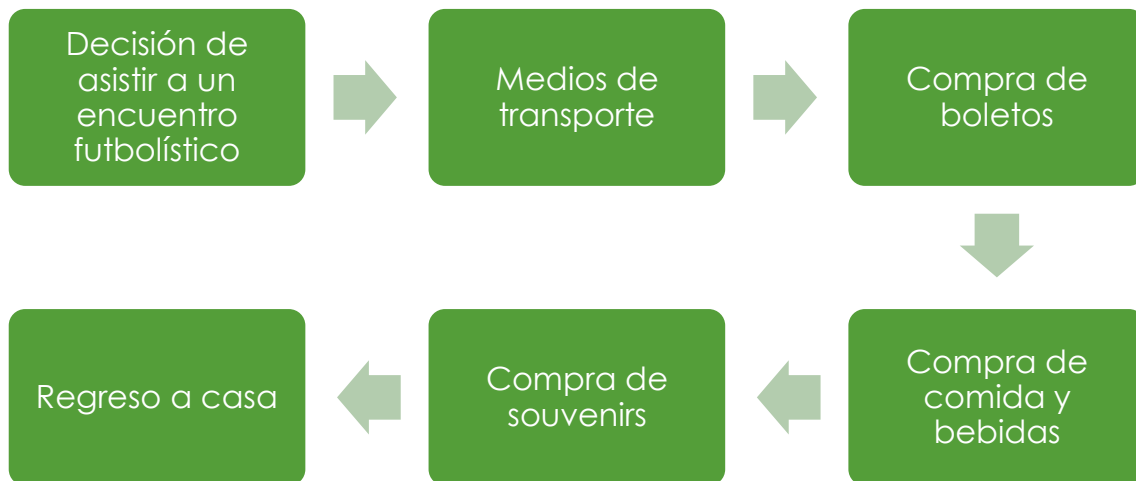 Decisión de
asistir a un
encuentro
futbolístico
Medios de
transporte
Compra de
boletos
Compra de
comida y
bebidas
Compra de
souvenirs
Regreso a casa